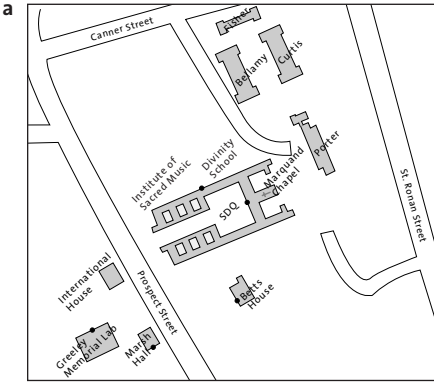 a
Canner Street
Fisher
Bellamy
Curtis
Institute of
Sacred Music
Divinity
School
Marquand
Chapel
Porter
SDQ
St. Ronan Street
International
House
Prospect Street
Betts
House
Greeley
Memorial Lab
Marsh
Hall